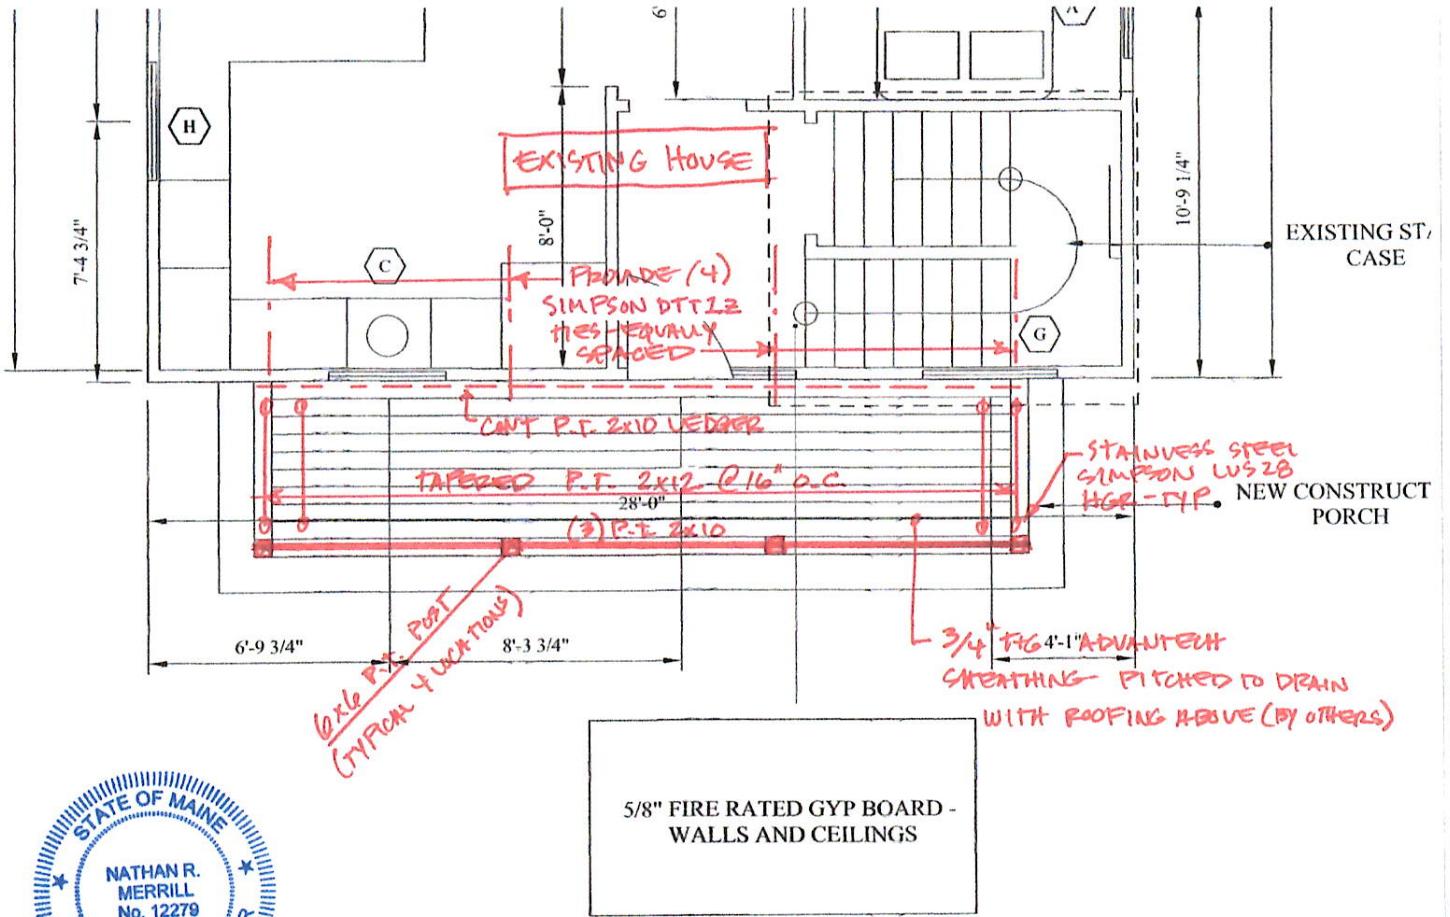 A
6'
H
EXISTING HOUSE
7'-4 3/4"
8'-0"
10'-9 1/4"
EXISTING STA
CASE
C
PROVIDE (4)
SIMPSON DTT1Z
TIES-EQUALLY
SPACED
G
CONT P.T. 2x10 LEDGER
STAINLESS STEEL
SIMPSON LUS28
HGR-TYP
TAPERED P.T. 2x12 @ 16" O.C.
28'-0"
NEW CONSTRUCT
PORCH
(3) P.T. 2x10
6x6 P.T. POST
(TYPICAL 4 LOCATIONS)
6'-9 3/4"
8'-3 3/4"
4'-1"
3/4" T+G ADVANTECH
SHEATHING - PITCHED TO DRAIN
WITH ROOFING ABOVE (BY OTHERS)
5/8" FIRE RATED GYP BOARD -
WALLS AND CEILINGS
STATE OF MAINE
NATHAN R.
MERRILL
No. 12279